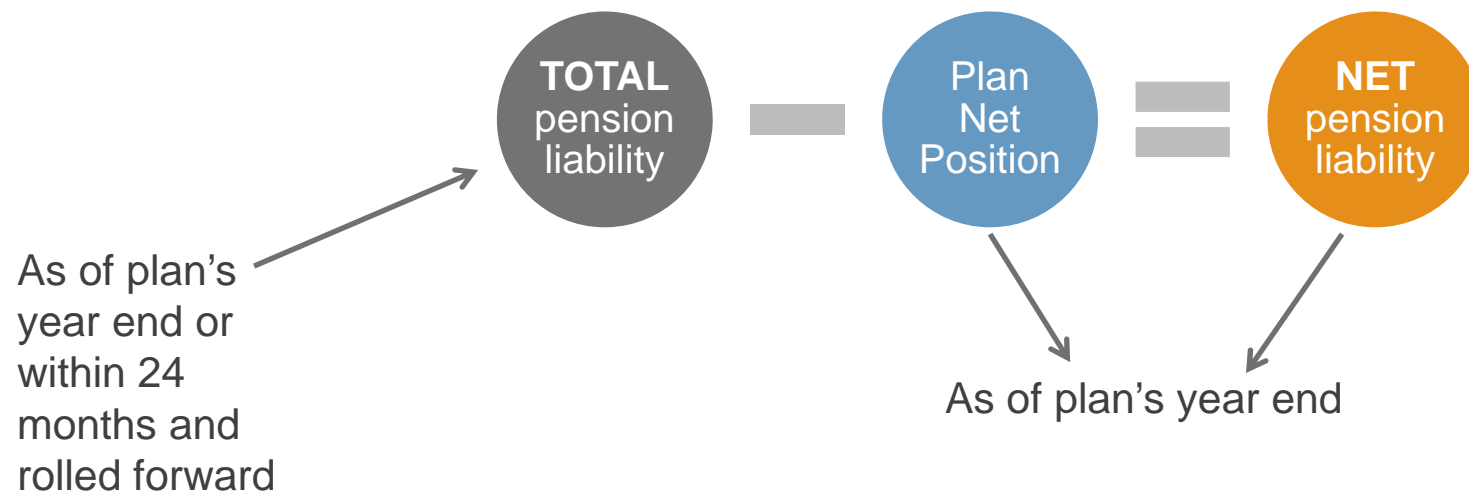 TOTAL
pension
liability
Plan
Net
Position
NET
pension
liability
As of plan’s
year end or
within 24
months and
rolled forward
As of plan’s year end